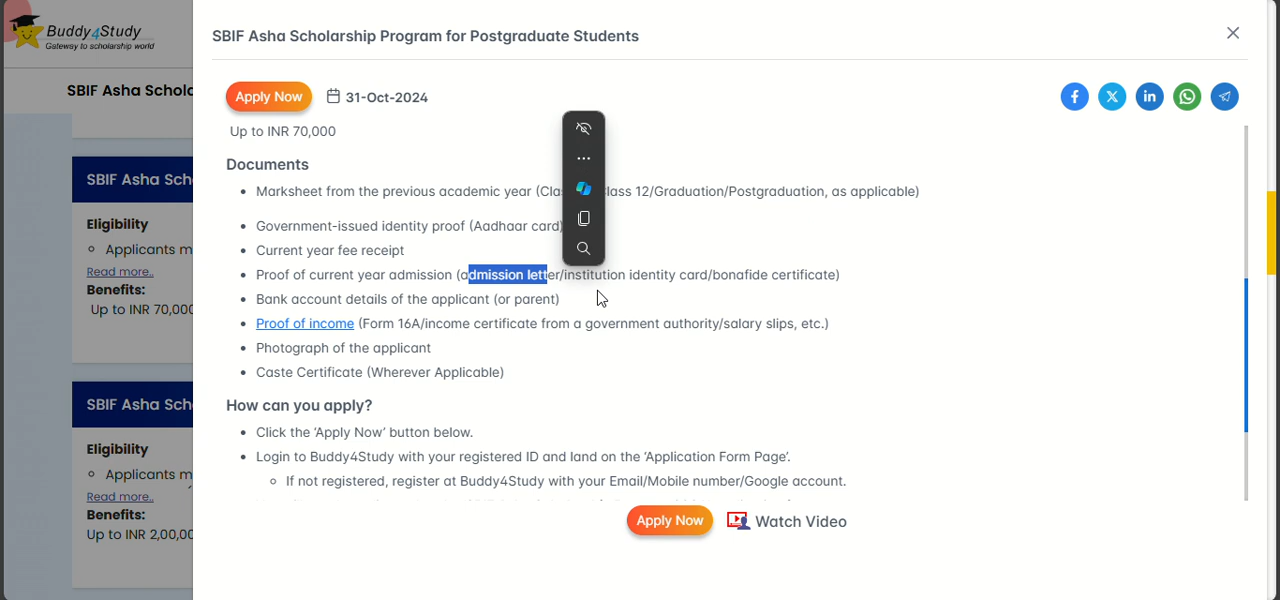 Buddy4Study
Gateway to scholarship world
SBIF Asha Schola
SBIF Asha Scholarship Program for Postgraduate Students
Apply Now
31-Oct-2024
Up to INR 70,000
Documents
Marksheet from the previous academic year (Clas lass 12/Graduation/Postgraduation, as applicable)
Government-issued identity proof (Aadhaar card)
Current year fee receipt
Proof of current year admission (admission letter/institution identity card/bonafide certificate)
Bank account details of the applicant (or parent)
Proof of income (Form 16A/income certificate from a government authority/salary slips, etc.)
Photograph of the applicant
Caste Certificate (Wherever Applicable)
How can you apply?
Click the ‘Apply Now’ button below.
Login to Buddy4Study with your registered ID and land on the ‘Application Form Page’.
If not registered, register at Buddy4Study with your Email/Mobile number/Google account.
Apply Now
Watch Video
SBIF Asha Sch
Eligibility
Applicants m
Read more..
Benefits:
Up to INR 70,000
SBIF Asha Sch
Eligibility
Applicants m
Read more..
Benefits:
Up to INR 2,00,00